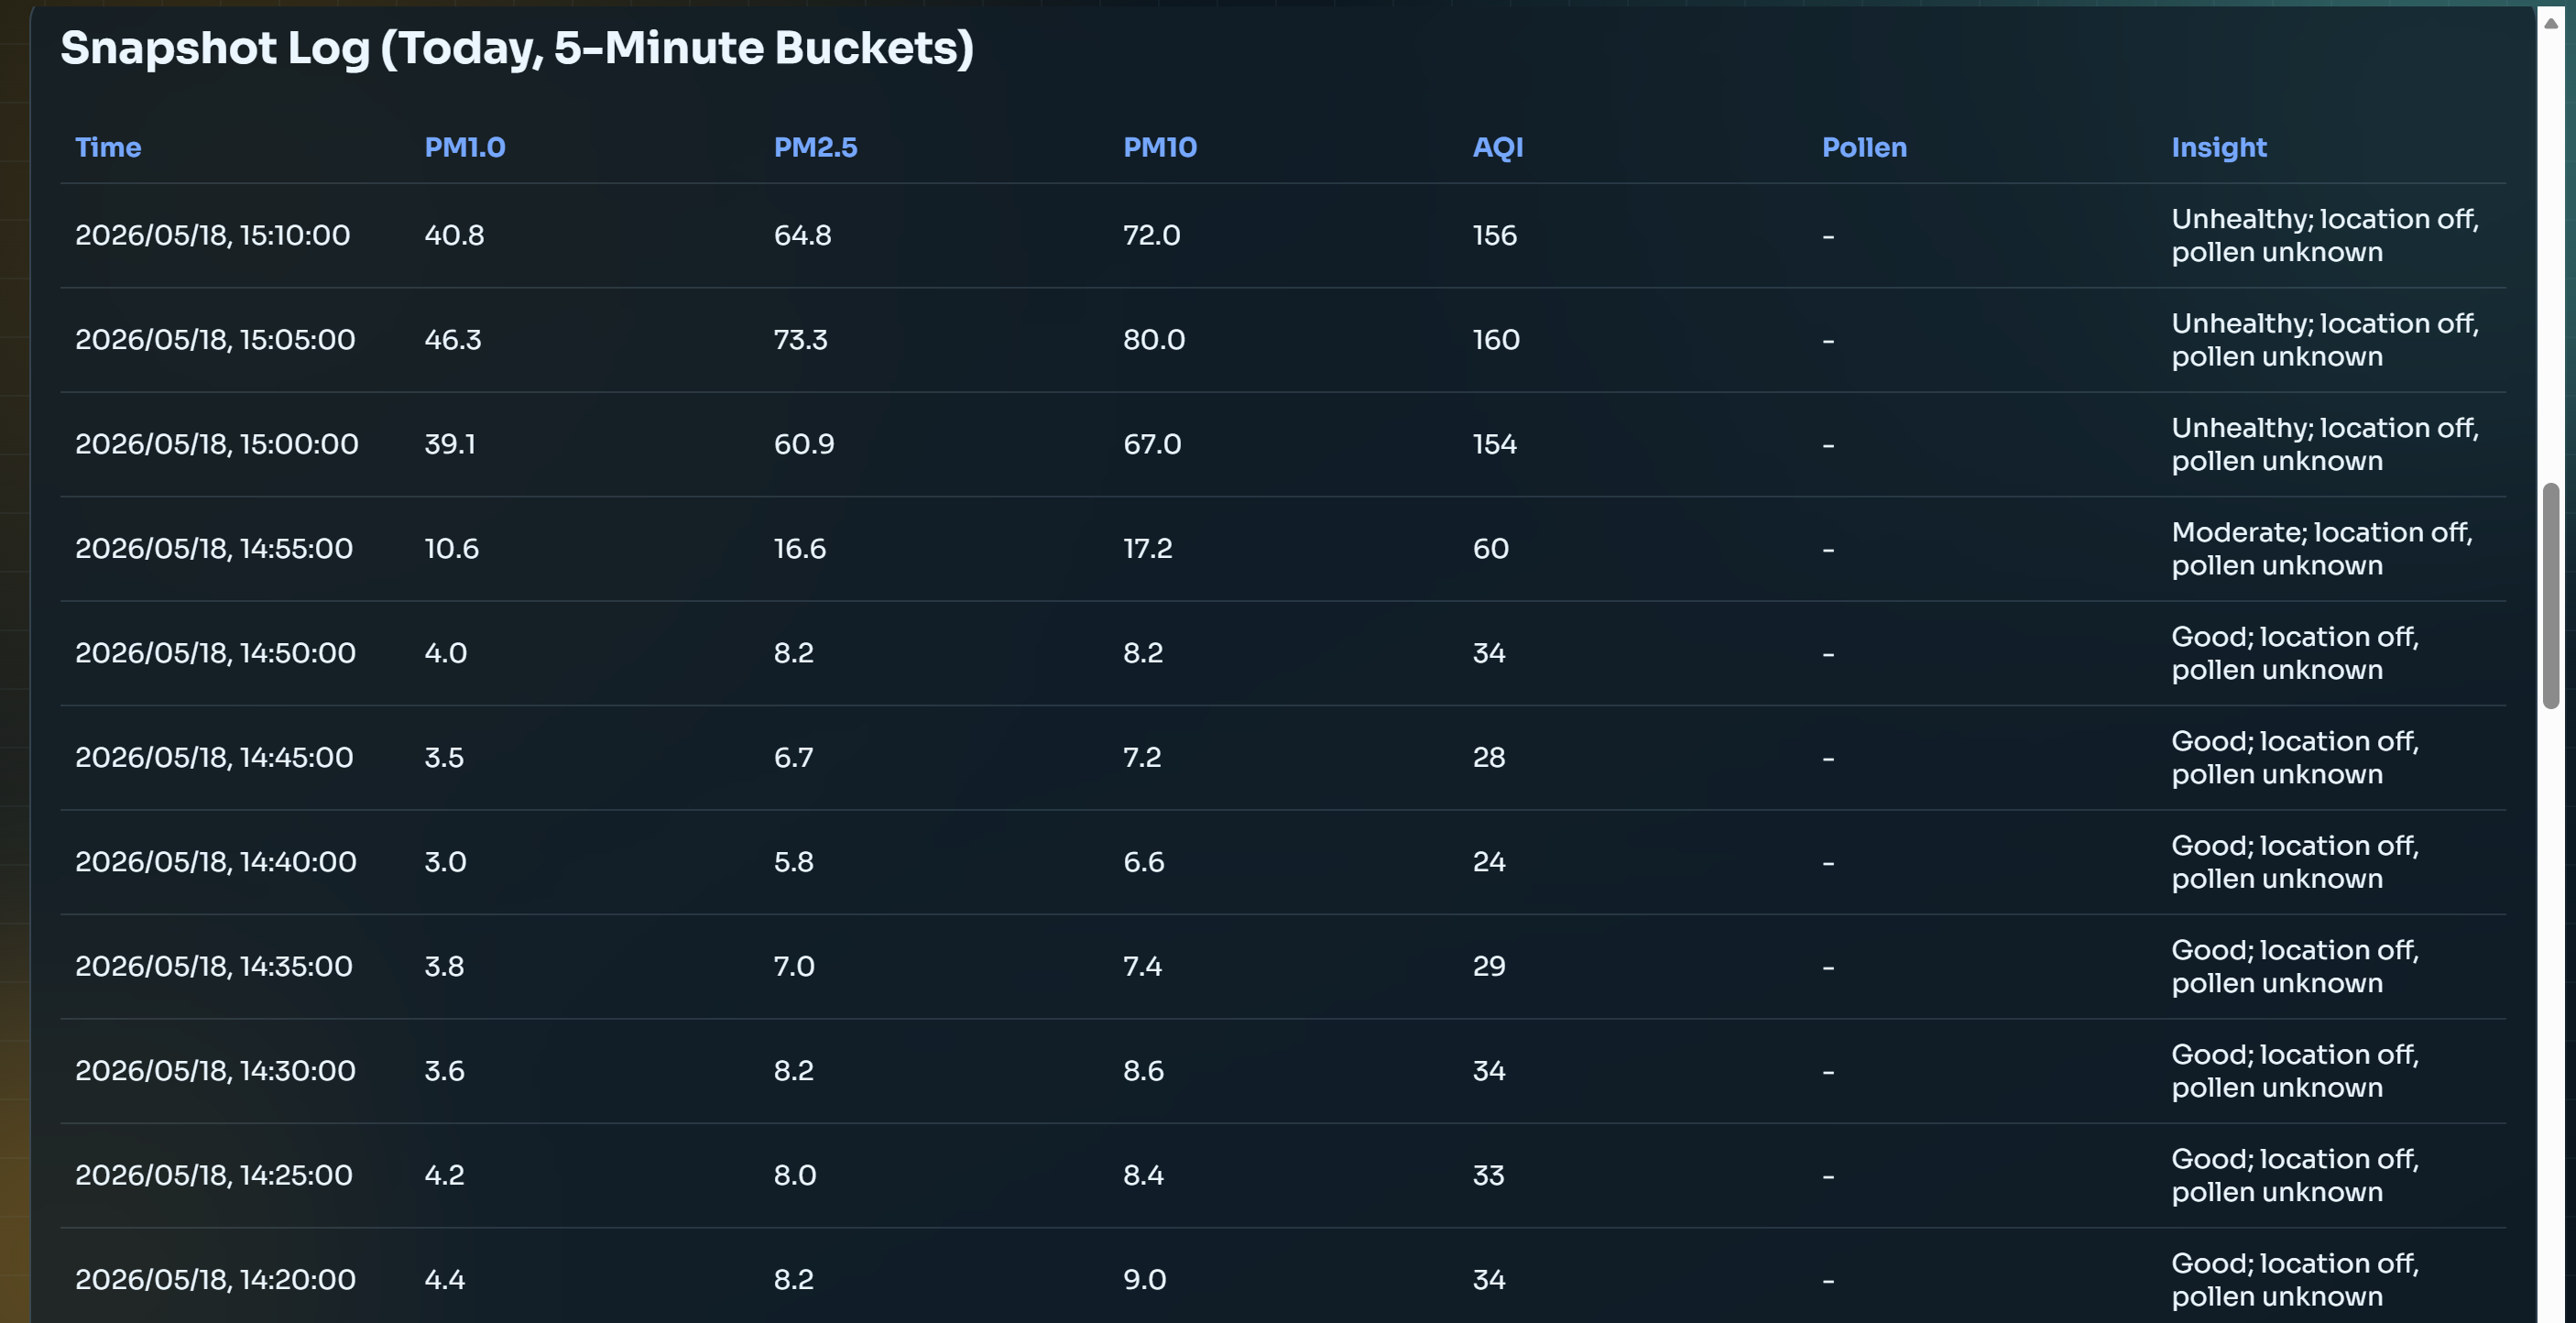 Snapshot Log (Today, 5-Minute Buckets)
Time PM1.0 PM2.5 PM10 AQI Pollen Insight
2026/05/18, 15:10:00 40.8 64.8 72.0 156 - Unhealthy; location off,
pollen unknown
2026/05/18, 15:05:00 46.3 73.3 80.0 160 - Unhealthy; location off,
pollen unknown
2026/05/18, 15:00:00 39.1 60.9 67.0 154 - Unhealthy; location off,
pollen unknown
2026/05/18, 14:55:00 10.6 16.6 17.2 60 - Moderate; location off,
pollen unknown
2026/05/18, 14:50:00 4.0 8.2 8.2 34 - Good; location off,
pollen unknown
2026/05/18, 14:45:00 3.5 6.7 7.2 28 - Good; location off,
pollen unknown
2026/05/18, 14:40:00 3.0 5.8 6.6 24 - Good; location off,
pollen unknown
2026/05/18, 14:35:00 3.8 7.0 7.4 29 - Good; location off,
pollen unknown
2026/05/18, 14:30:00 3.6 8.2 8.6 34 - Good; location off,
pollen unknown
2026/05/18, 14:25:00 4.2 8.0 8.4 33 - Good; location off,
pollen unknown
2026/05/18, 14:20:00 4.4 8.2 9.0 34 - Good; location off,
pollen unknown